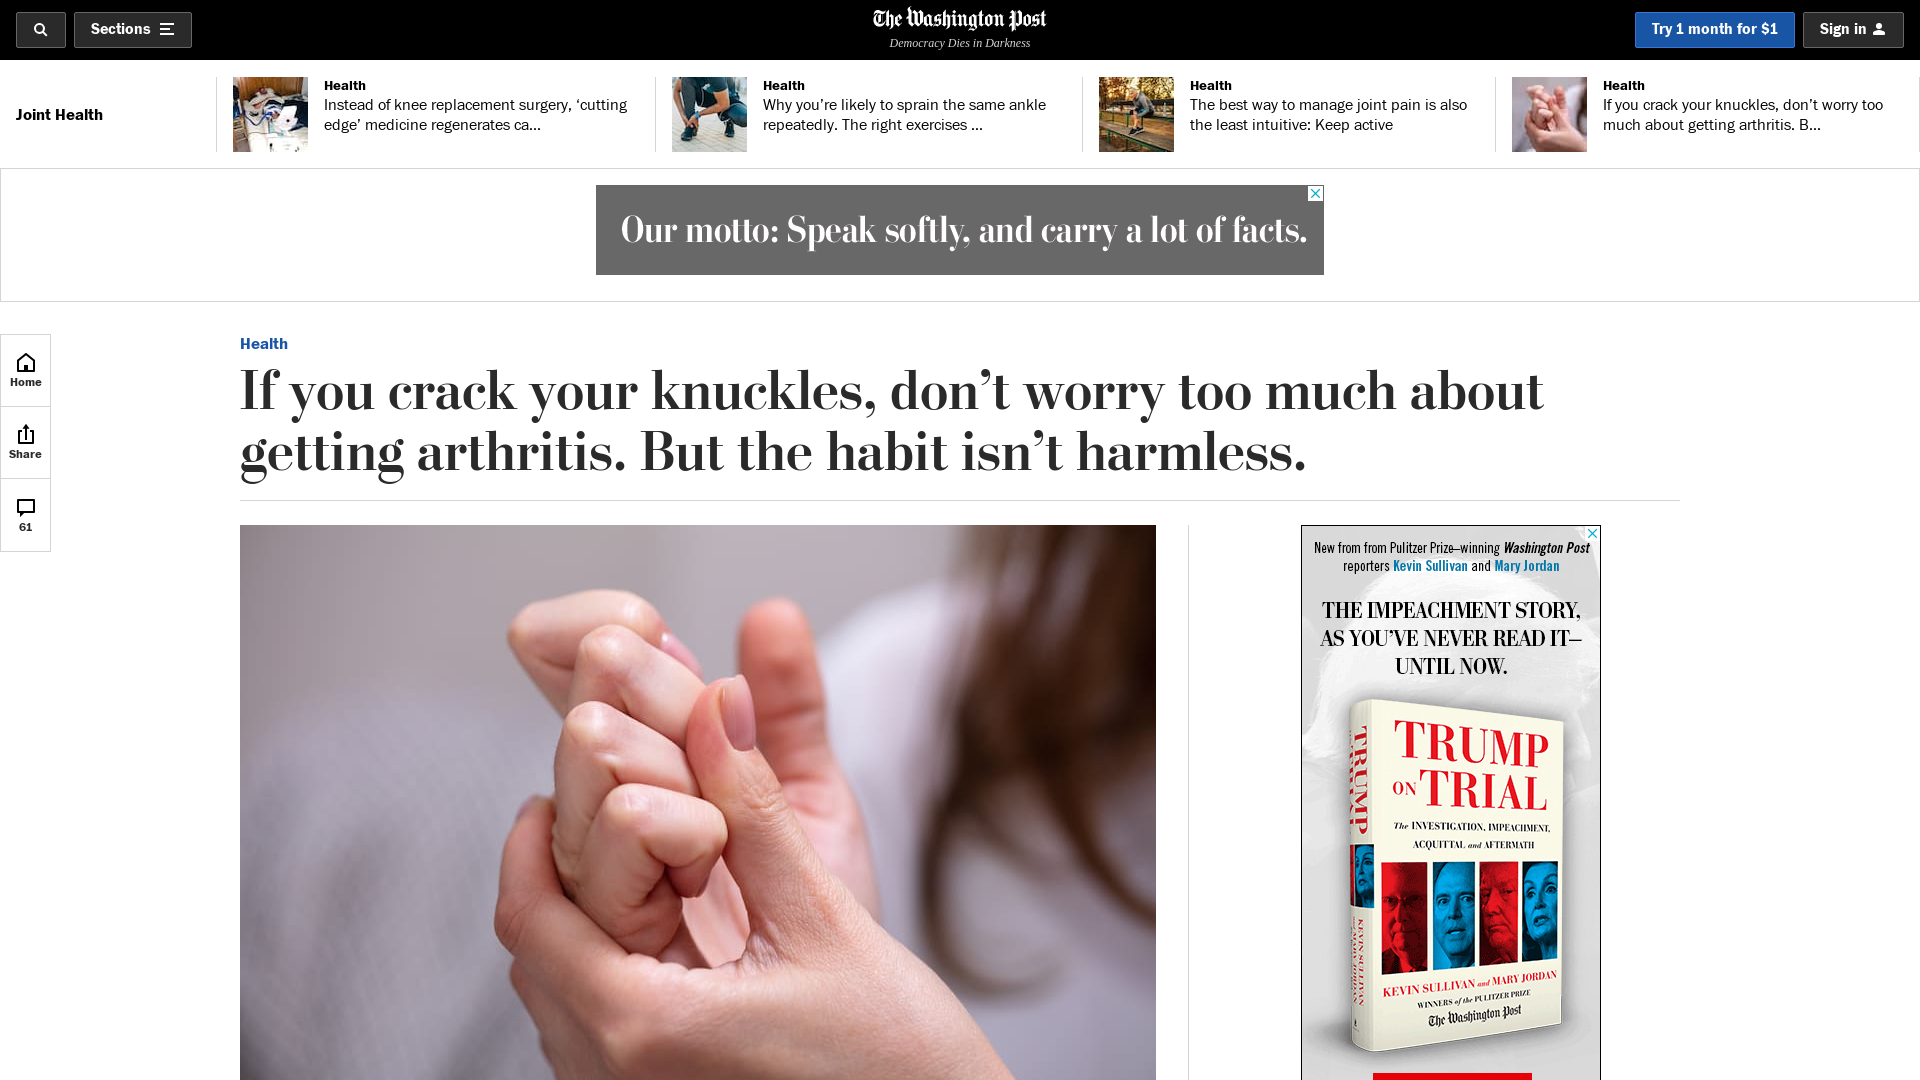 Sections
The Washington Post
Democracy Dies in Darkness
Try 1 month for $1
Sign in
Joint Health
Health
Instead of knee replacement surgery, ‘cutting
edge’ medicine regenerates ca...
Health
Why you’re likely to sprain the same ankle
repeatedly. The right exercises ...
Health
The best way to manage joint pain is also
the least intuitive: Keep active
Health
If you crack your knuckles, don’t worry too
much about getting arthritis. B...
Our motto: Speak softly, and carry a lot of facts.
Home
Share
61
Health
If you crack your knuckles, don’t worry too much about
getting arthritis. But the habit isn’t harmless.
New from from Pulitzer Prize–winning Washington Post
reporters Kevin Sullivan and Mary Jordan
THE IMPEACHMENT STORY,
AS YOU’VE NEVER READ IT—
UNTIL NOW.
TRUMP
ON TRIAL
The INVESTIGATION, IMPEACHMENT,
ACQUITTAL and AFTERMATH
KEVIN SULLIVAN and MARY JORDAN
WINNERS of the PULITZER PRIZE
The Washington Post
TRUMP
KEVIN SULLIVAN